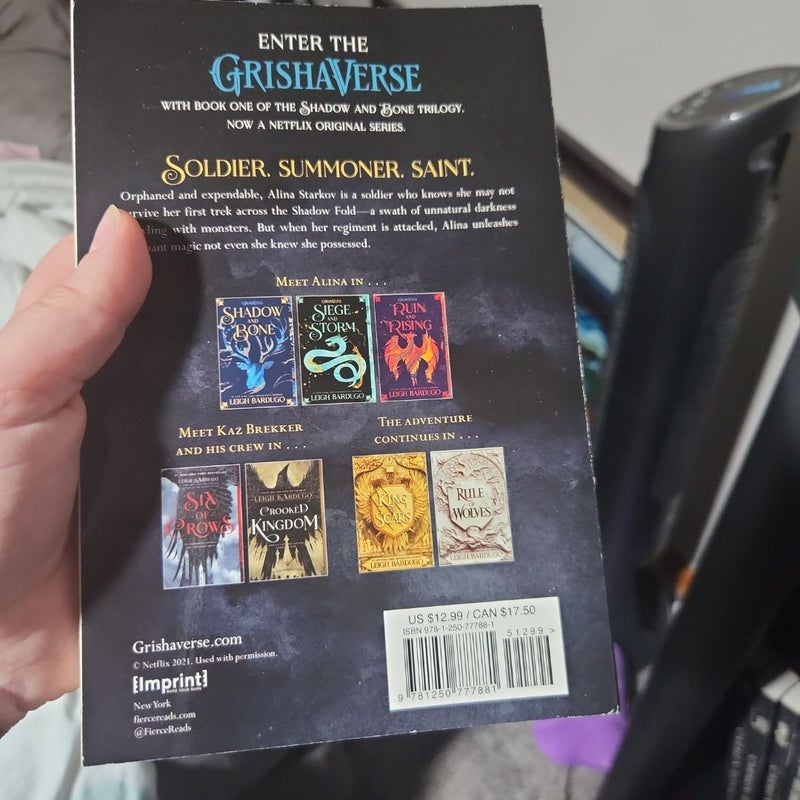 ENTER THE
GRISHAVERSE
WITH BOOK ONE OF THE SHADOW AND BONE TRILOGY.
NOW A NETFLIX ORIGINAL SERIES.
SOLDIER. SUMMONER. SAINT.
Orphaned and expendable, Alina Starkov is a soldier who knows she may not
her first trek across the Shadow Fold—a swath of unnatural darkness
with monsters. But when her regiment is attacked, Alina unleashes
magic not even she knew she possessed.
MEET ALINA IN . . .
SHADOW
AND
BONE
LEIGH BARDUGO
SIEGE
AND
STORM
LEIGH BARDUGO
RUIN
AND
RISING
LEIGH BARDUGO
MEET KAZ BREKKER
AND HIS CREW IN . . .
LEIGH BARDUGO
SIX
OF
CROWS
LEIGH BARDUGO
CROOKED
KINGDOM
THE ADVENTURE
CONTINUES IN . . .
KING
OF
SCARS
LEIGH BARDUGO
RULE
OF
WOLVES
LEIGH BARDUGO
Grishaverse.com
© Netflix 2021. Used with permission.
[Imprint]
MAKE YOUR MARK
New York
fiercereads.com
@FierceReads
US $12.99 / CAN $17.50
ISBN 978-1-250-77788-1
51299 >
9 781250 777881